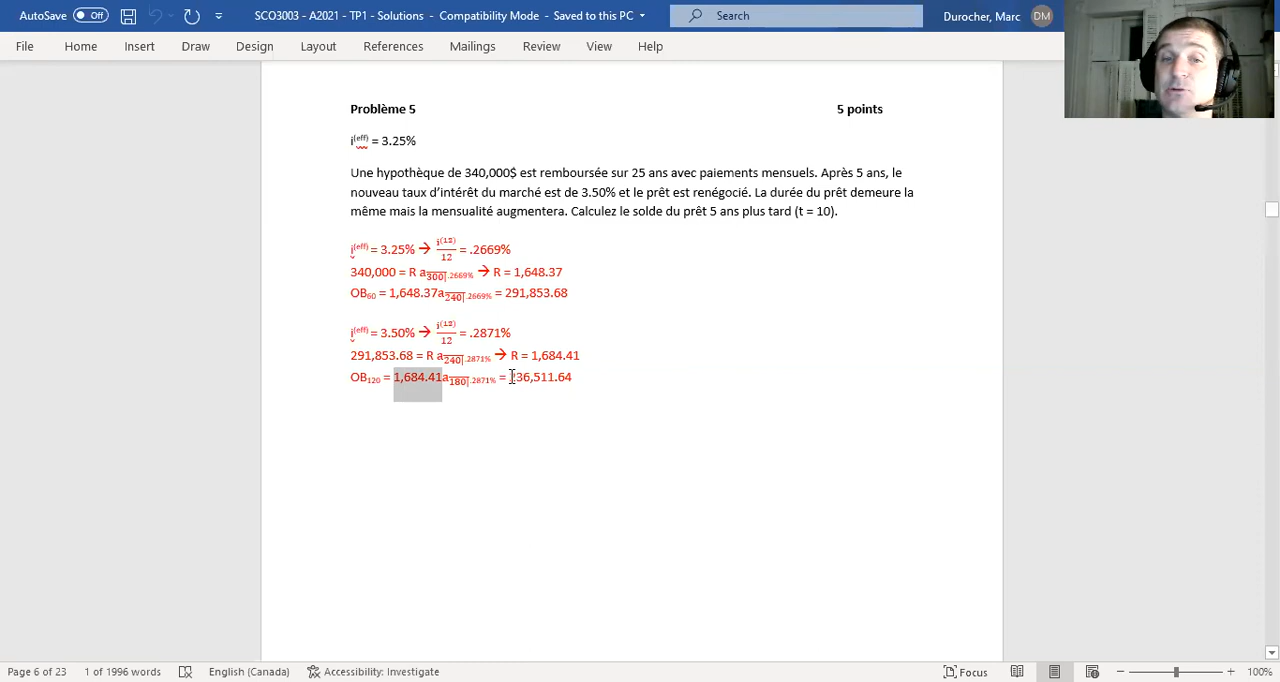 AutoSave Off SCO3003 - A2021 - TP1 - Solutions - Compatibility Mode - Saved to this PC Search Durocher, Marc DM
File Home Insert Draw Design Layout References Mailings Review View Help
Problème 5 5 points
i(eff) = 3.25%
Une hypothèque de 340,000$ est remboursée sur 25 ans avec paiements mensuels. Après 5 ans, le
nouveau taux d'intérêt du marché est de 3.50% et le prêt est renégocié. La durée du prêt demeure la
même mais la mensualité augmentera. Calculez le solde du prêt 5 ans plus tard (t = 10).
i(eff) = 3.25% → i(12)/12 = .2669%
340,000 = R a300|.2669% → R = 1,648.37
OB60 = 1,648.37a240|.2669% = 291,853.68
i(eff) = 3.50% → i(12)/12 = .2871%
291,853.68 = R a240|.2871% → R = 1,684.41
OB120 = 1,684.41a180|.2871% = 236,511.64
Page 6 of 23 1 of 1996 words English (Canada) Accessibility: Investigate Focus 100%